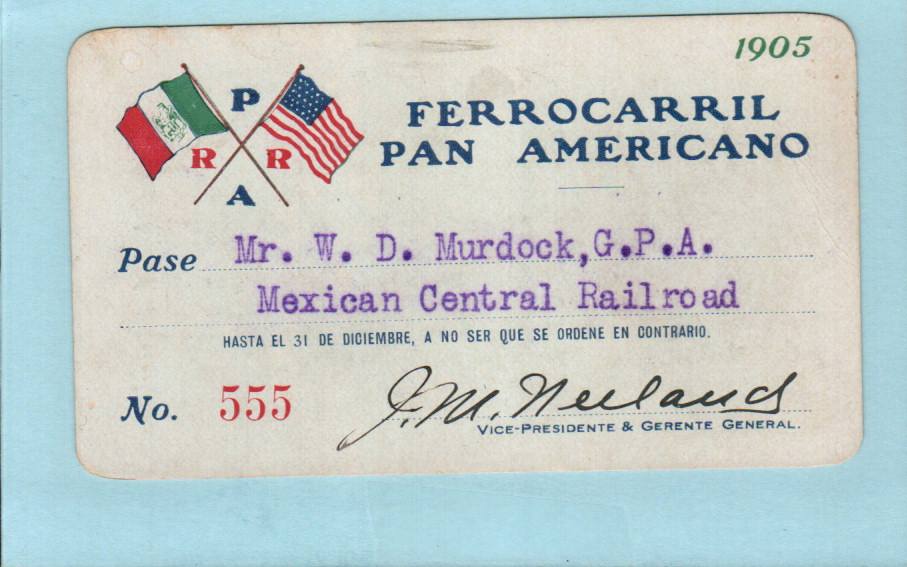 1905
P
R R
A
FERROCARRIL
PAN AMERICANO
Pase Mr. W. D. Murdock, G.P.A.
Mexican Central Railroad
HASTA EL 31 DE DICIEMBRE, A NO SER QUE SE ORDENE EN CONTRARIO.
No. 555
J. M. Neeland
VICE-PRESIDENTE & GERENTE GENERAL.